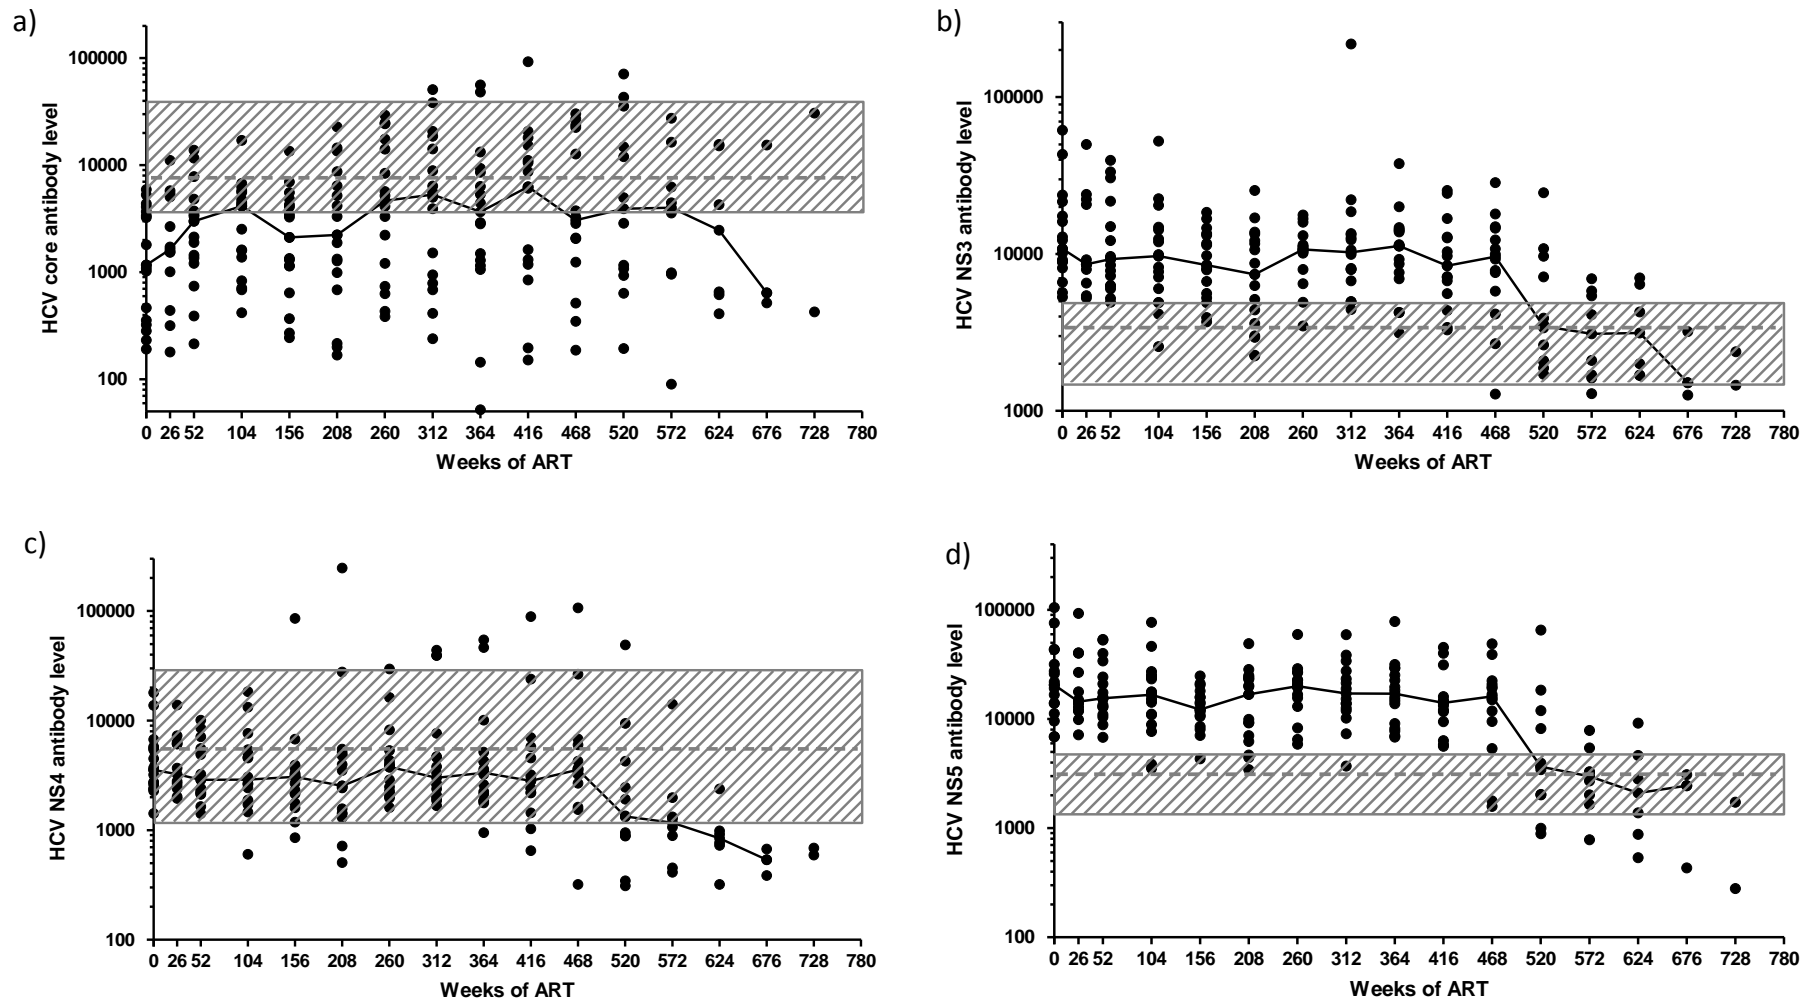 a)
HCV core antibody level
100000
10000
1000
100
0 26 52 104 156 208 260 312 364 416 468 520 572 624 676 728 780
Weeks of ART
b)
HCV NS3 antibody level
100000
10000
1000
0 26 52 104 156 208 260 312 364 416 468 520 572 624 676 728 780
Weeks of ART
c)
HCV NS4 antibody level
100000
10000
1000
100
0 26 52 104 156 208 260 312 364 416 468 520 572 624 676 728 780
Weeks of ART
d)
HCV NS5 antibody level
100000
10000
1000
100
0 26 52 104 156 208 260 312 364 416 468 520 572 624 676 728 780
Weeks of ART